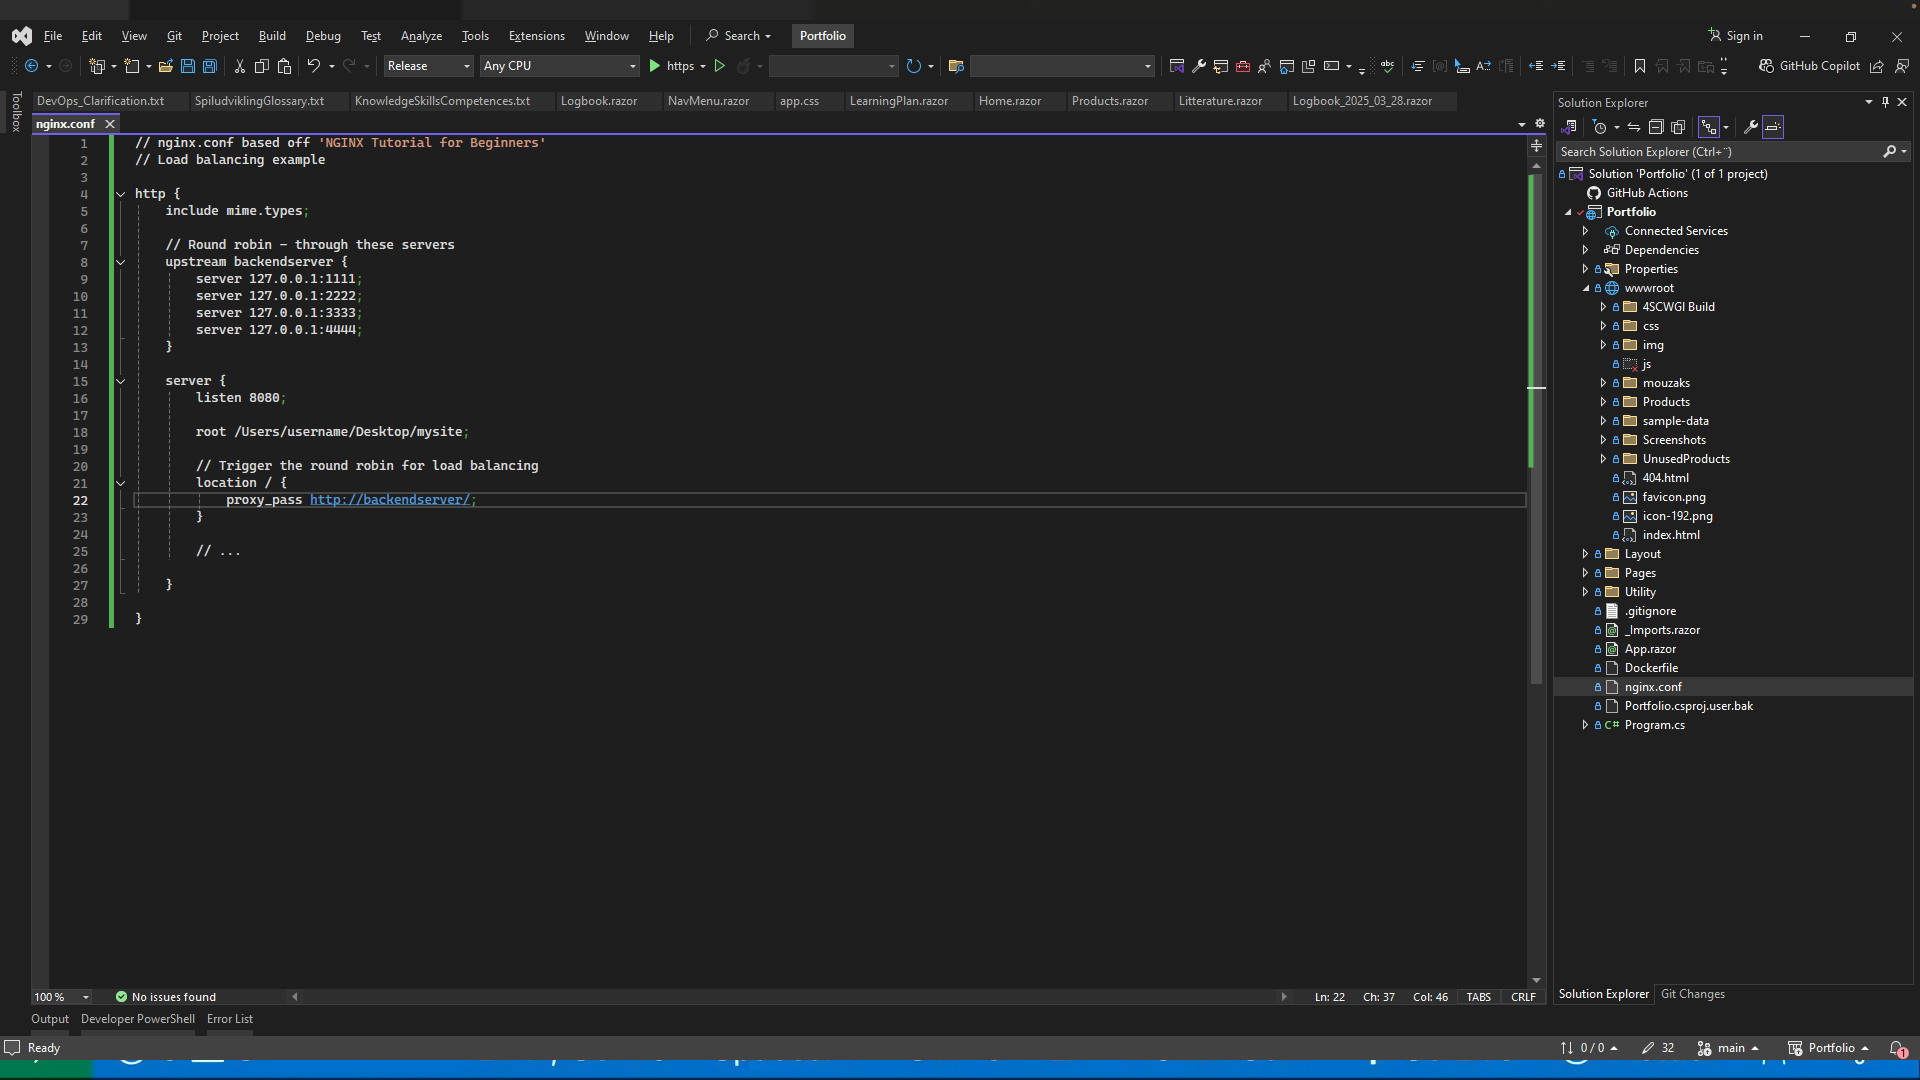 File Edit View Git Project Build Debug Test Analyze Tools Extensions Window Help Search Portfolio Sign in
Release Any CPU https GitHub Copilot
Toolbox
DevOps_Clarification.txt SpiludviklingGlossary.txt KnowledgeSkillsCompetences.txt Logbook.razor NavMenu.razor app.css LearningPlan.razor Home.razor Products.razor Litterature.razor Logbook_2025_03_28.razor
nginx.conf
1 // nginx.conf based off 'NGINX Tutorial for Beginners'
2 // Load balancing example
3
4 http {
5 include mime.types;
6
7 // Round robin - through these servers
8 upstream backendserver {
9 server 127.0.0.1:1111;
10 server 127.0.0.1:2222;
11 server 127.0.0.1:3333;
12 server 127.0.0.1:4444;
13 }
14
15 server {
16 listen 8080;
17
18 root /Users/username/Desktop/mysite;
19
20 // Trigger the round robin for load balancing
21 location / {
22 proxy_pass http://backendserver/;
23 }
24
25 // ...
26
27 }
28
29 }
100 % No issues found Ln: 22 Ch: 37 Col: 46 TABS CRLF
Output Developer PowerShell Error List
Solution Explorer
Search Solution Explorer (Ctrl+¨)
Solution 'Portfolio' (1 of 1 project)
GitHub Actions
Portfolio
Connected Services
Dependencies
Properties
wwwroot
4SCWGI Build
css
img
js
mouzaks
Products
sample-data
Screenshots
UnusedProducts
404.html
favicon.png
icon-192.png
index.html
Layout
Pages
Utility
.gitignore
_Imports.razor
App.razor
Dockerfile
nginx.conf
Portfolio.csproj.user.bak
C# Program.cs
Solution Explorer Git Changes
Ready 0 / 0 32 main Portfolio 1